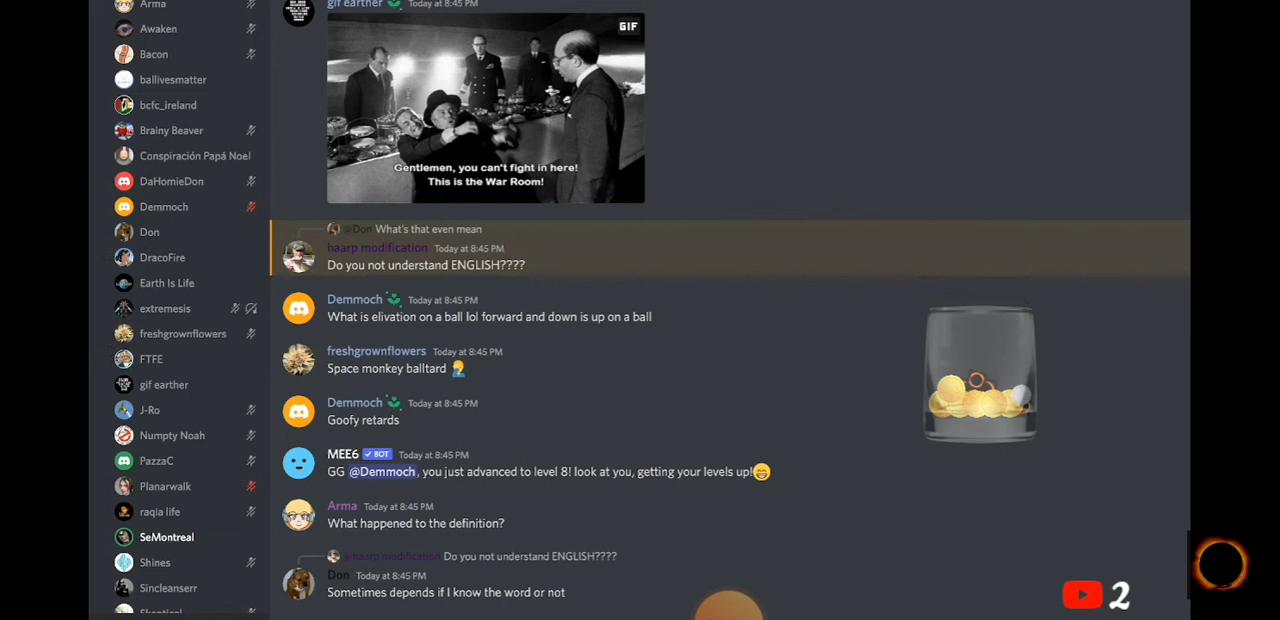 Arma
Awaken
Bacon
ballivesmatter
bcfc_ireland
Brainy Beaver
Conspiración Papá Noel
DaHomieDon
Demmoch
Don
DracoFire
Earth Is Life
extremesis
freshgrownflowers
FTFE
gif earther
J-Ro
Numpty Noah
PazzaC
Planarwalk
raqia life
SeMontreal
Shines
Sincleanserr
Skeptical
gif earther Today at 8:45 PM
GIF
Gentlemen, you can't fight in here!
This is the War Room!
@Don What's that even mean
haarp modification Today at 8:45 PM
Do you not understand ENGLISH????
Demmoch Today at 8:45 PM
What is elivation on a ball lol forward and down is up on a ball
freshgrownflowers Today at 8:45 PM
Space monkey balltard
Demmoch Today at 8:45 PM
Goofy retards
MEE6 ✓ BOT Today at 8:45 PM
GG @Demmoch, you just advanced to level 8! look at you, getting your levels up!
Arma Today at 8:45 PM
What happened to the definition?
@haarp modification Do you not understand ENGLISH????
Don Today at 8:45 PM
Sometimes depends if I know the word or not
2